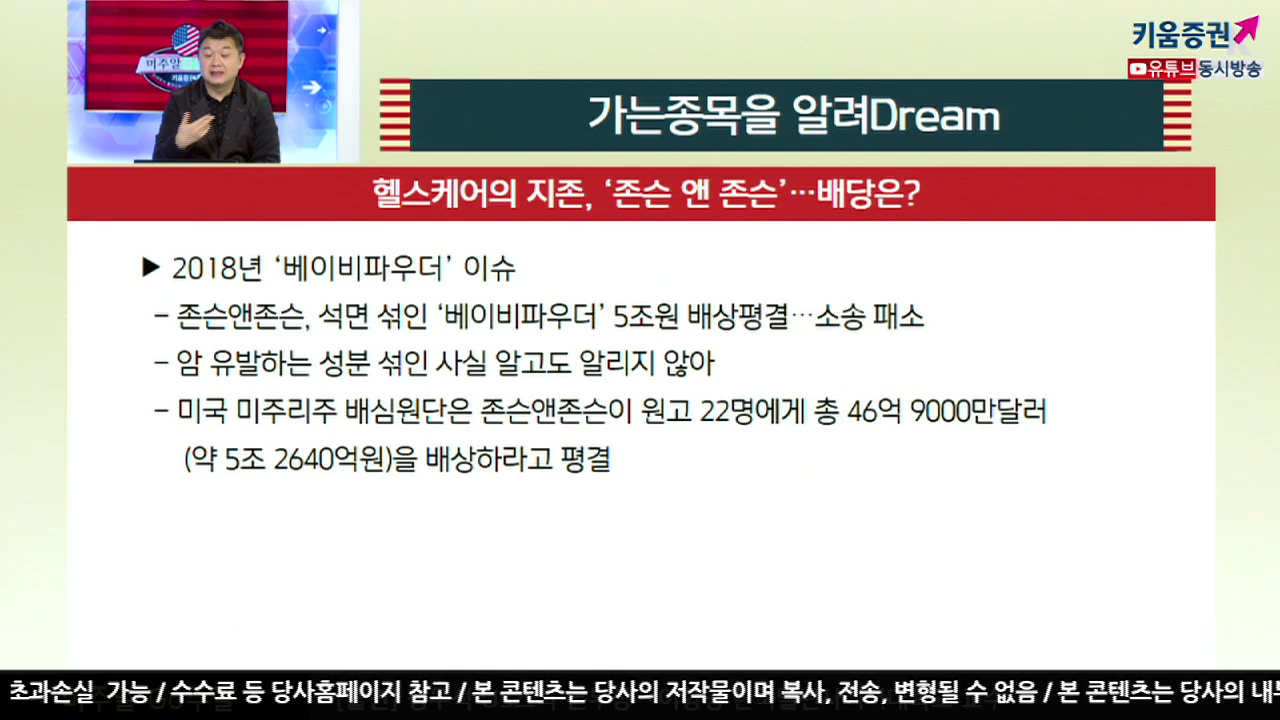 키움증권
유튜브동시방송
미주알
키움증권
가는종목을 알려Dream
헬스케어의 지존, ‘존슨 앤 존슨’…배당은?
▶ 2018년 ‘베이비파우더’ 이슈
– 존슨앤존슨, 석면 섞인 ‘베이비파우더’ 5조원 배상평결…소송 패소
– 암 유발하는 성분 섞인 사실 알고도 알리지 않아
– 미국 미주리주 배심원단은 존슨앤존슨이 원고 22명에게 총 46억 9000만달러
(약 5조 2640억원)을 배상하라고 평결
초과손실 가능 / 수수료 등 당사홈페이지 참고 / 본 콘텐츠는 당사의 저작물이며 복사, 전송, 변형될 수 없음 / 본 콘텐츠는 당사의